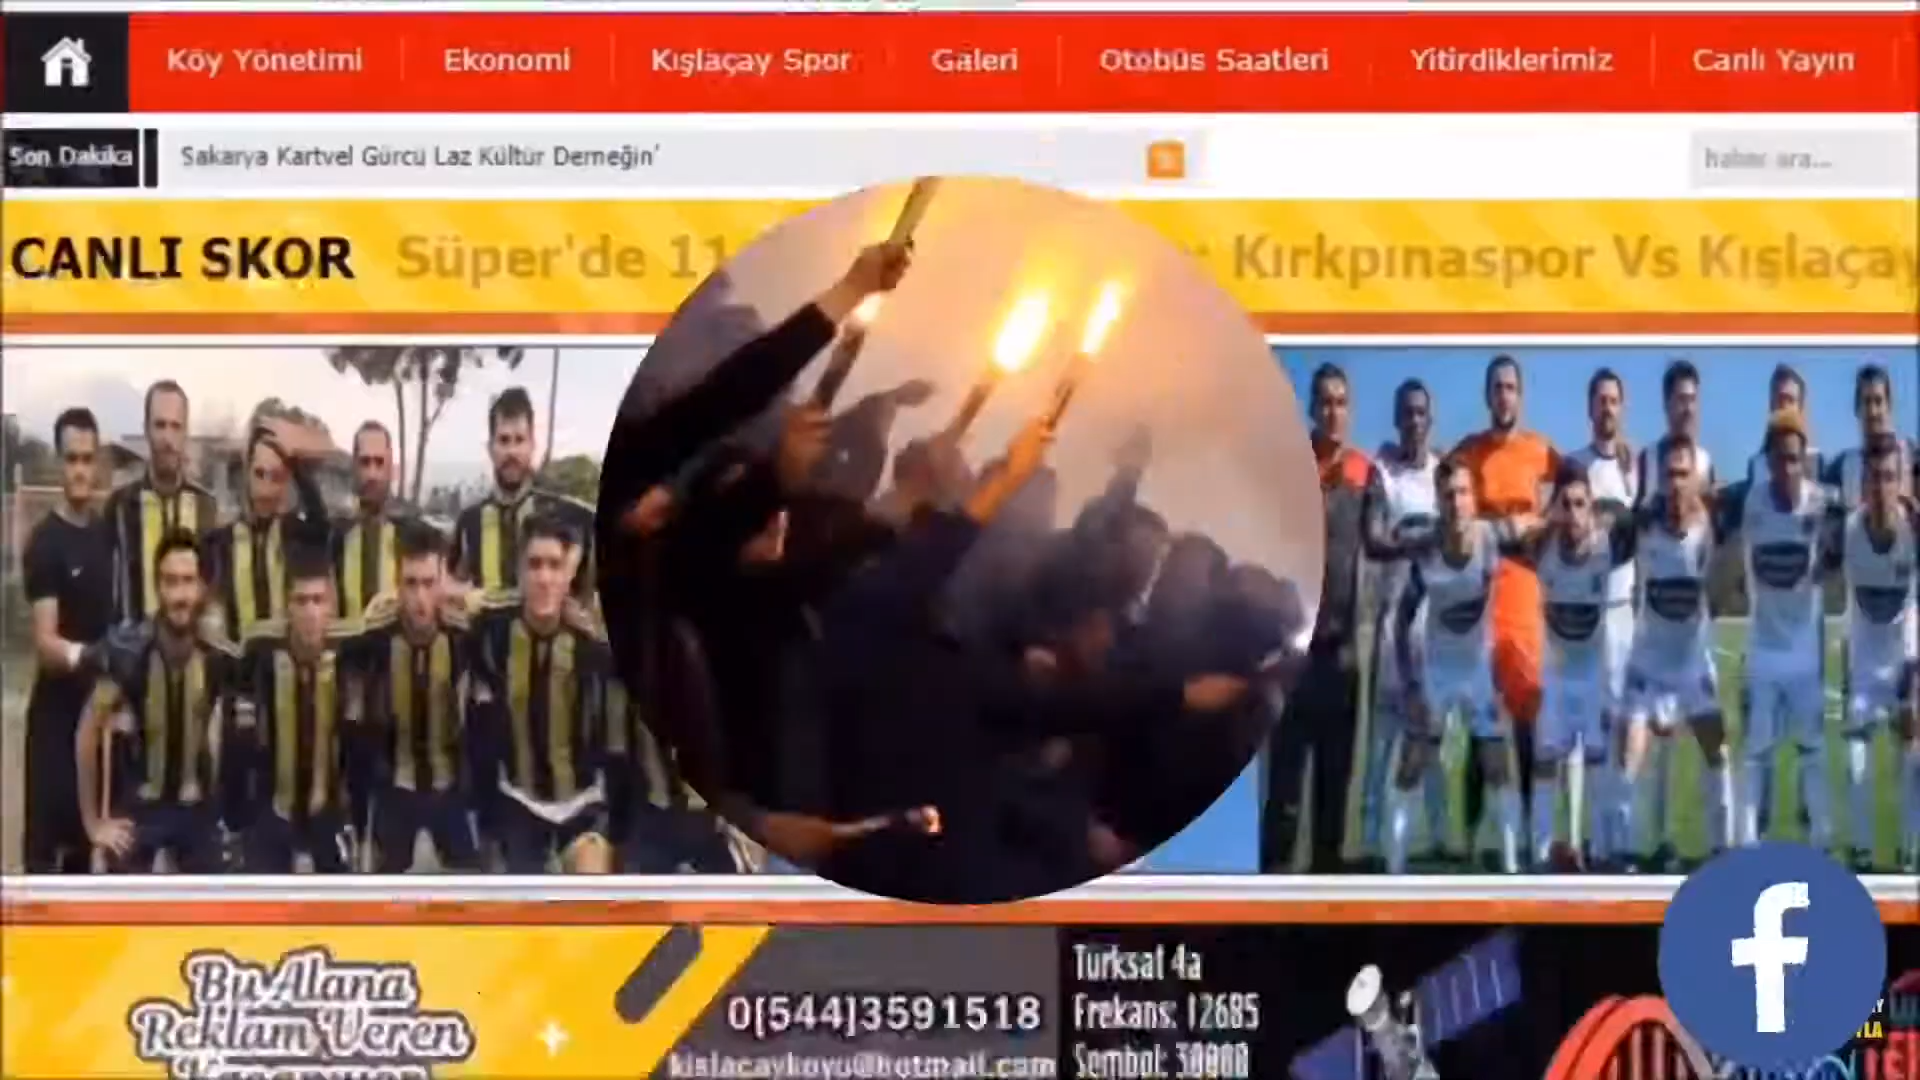 Köy Yönetimi
Ekonomi
Kışlaçay Spor
Galeri
Otobüs Saatleri
Yitirdiklerimiz
Canlı Yayın
Son Dakika
Sakarya Kartvel Gürcü Laz Kültür Derneğin'
haber ara...
CANLI SKOR
Süper'de 11
: Kırkpınaspor Vs Kışlaçay
Bu Alana
Reklam Veren
Kazanıyor
0(544)3591518
kislacaykoyu@hotmail.com
Turksat 4a
Frekans: 12685
Sembol: 30000
f